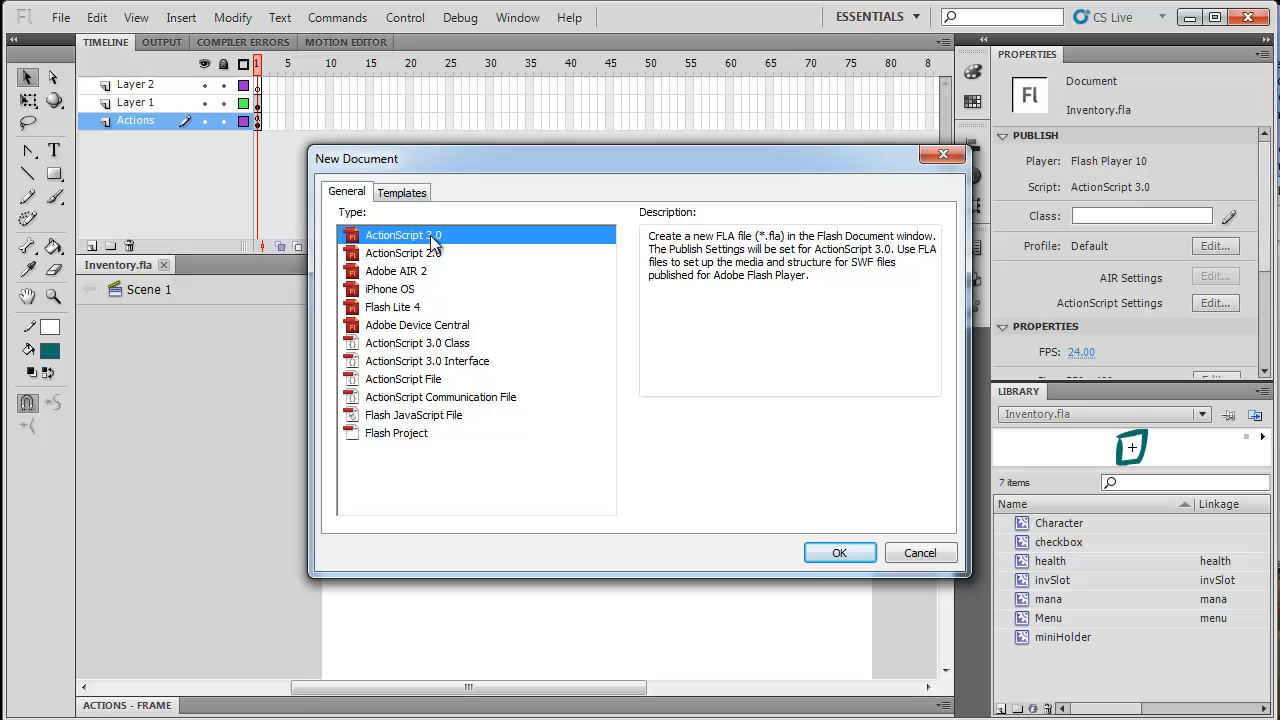 Fl File Edit View Insert Modify Text Commands Control Debug Window Help ESSENTIALS CS Live
TIMELINE OUTPUT COMPILER ERRORS MOTION EDITOR
1 5 10 15 20 25 30 35 40 45 50 55 60 65 70 75 80 8
Layer 2
Layer 1
Actions
Inventory.fla
Scene 1
New Document
General Templates
Type:
ActionScript 3.0
ActionScript 2.0
Adobe AIR 2
iPhone OS
Flash Lite 4
Adobe Device Central
ActionScript 3.0 Class
ActionScript 3.0 Interface
ActionScript File
ActionScript Communication File
Flash JavaScript File
Flash Project
Description:
Create a new FLA file (*.fla) in the Flash Document window.
The Publish Settings will be set for ActionScript 3.0. Use FLA
files to set up the media and structure for SWF files
published for Adobe Flash Player.
OK Cancel
PROPERTIES
Fl
Document
Inventory.fla
PUBLISH
Player: Flash Player 10
Script: ActionScript 3.0
Class:
Profile: Default Edit...
AIR Settings Edit...
ActionScript Settings Edit...
PROPERTIES
FPS: 24.00
LIBRARY
Inventory.fla
7 items
Name Linkage
Character
checkbox
health health
invSlot invSlot
mana mana
Menu menu
miniHolder
ACTIONS - FRAME